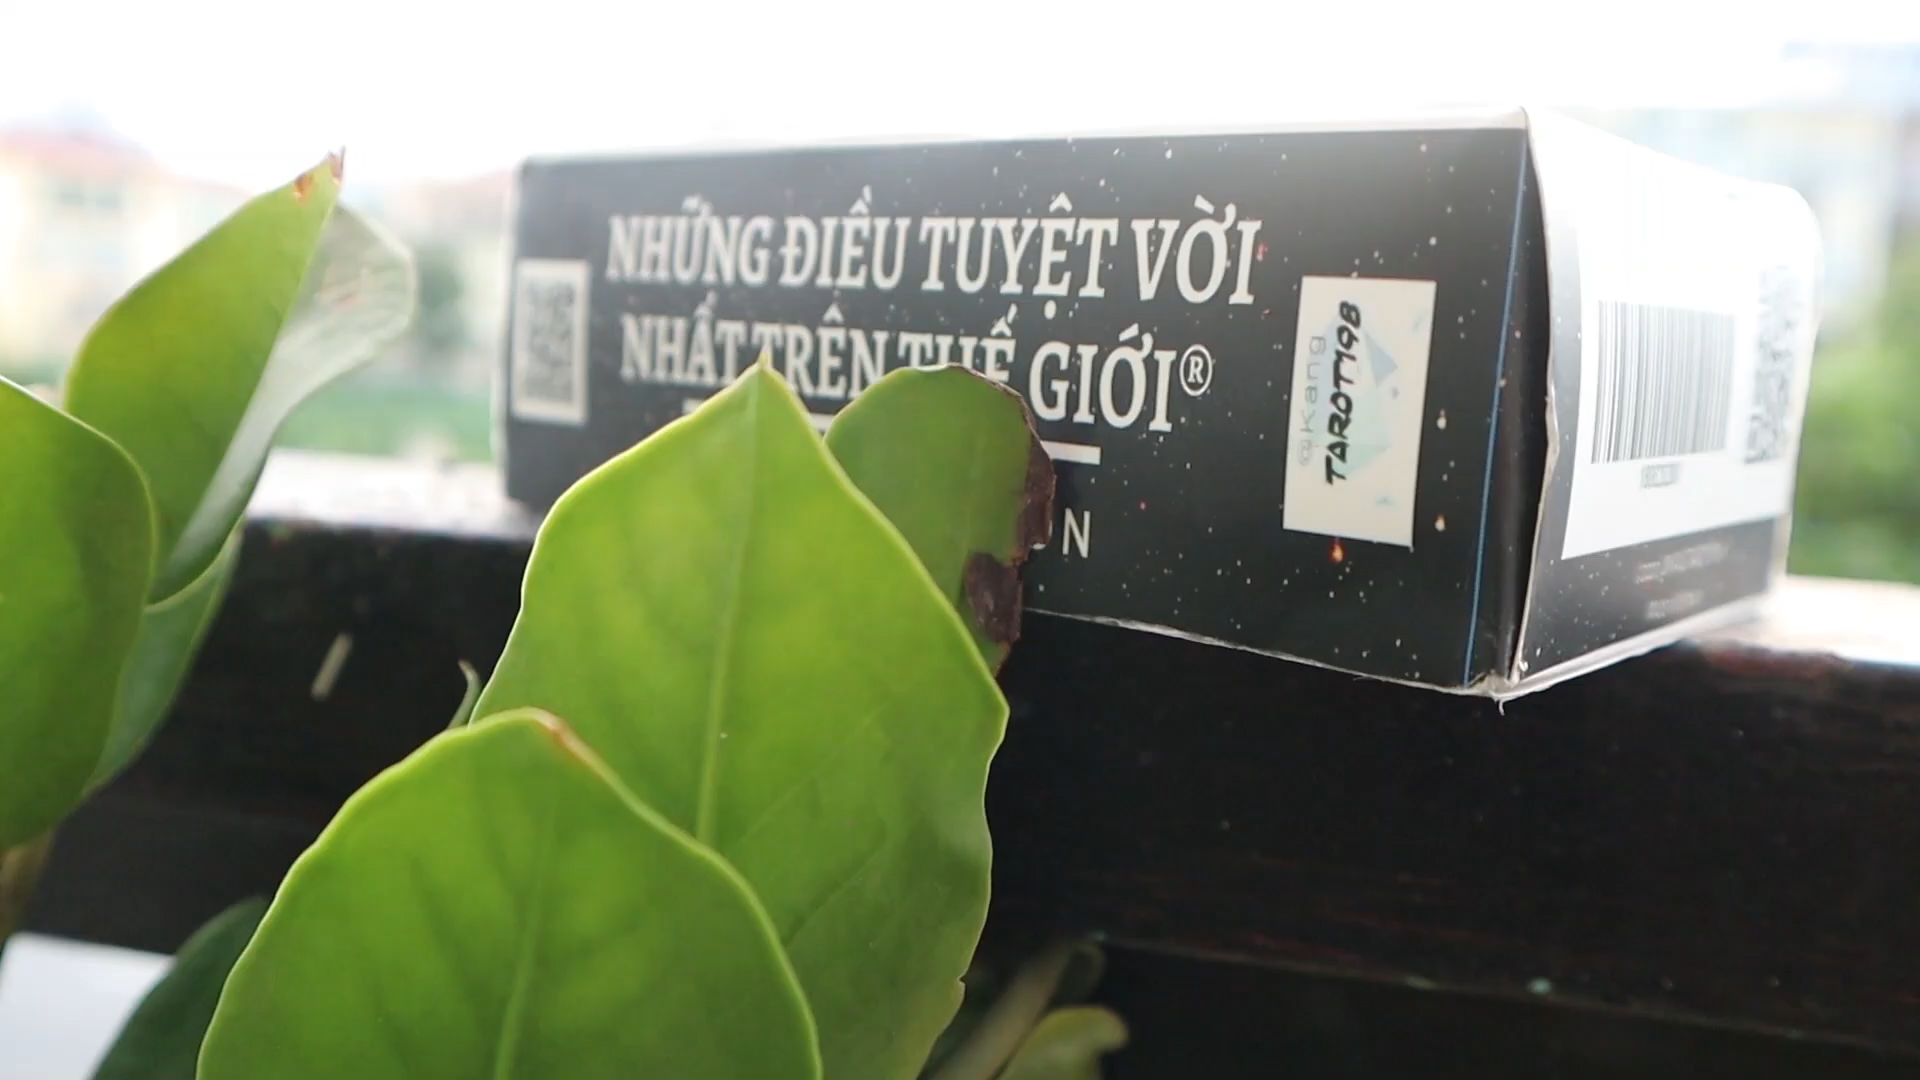 NHỮNG ĐIỀU TUYỆT VỜI
NHẤT TRÊN THẾ GIỚI®
@Kang
TAROT198